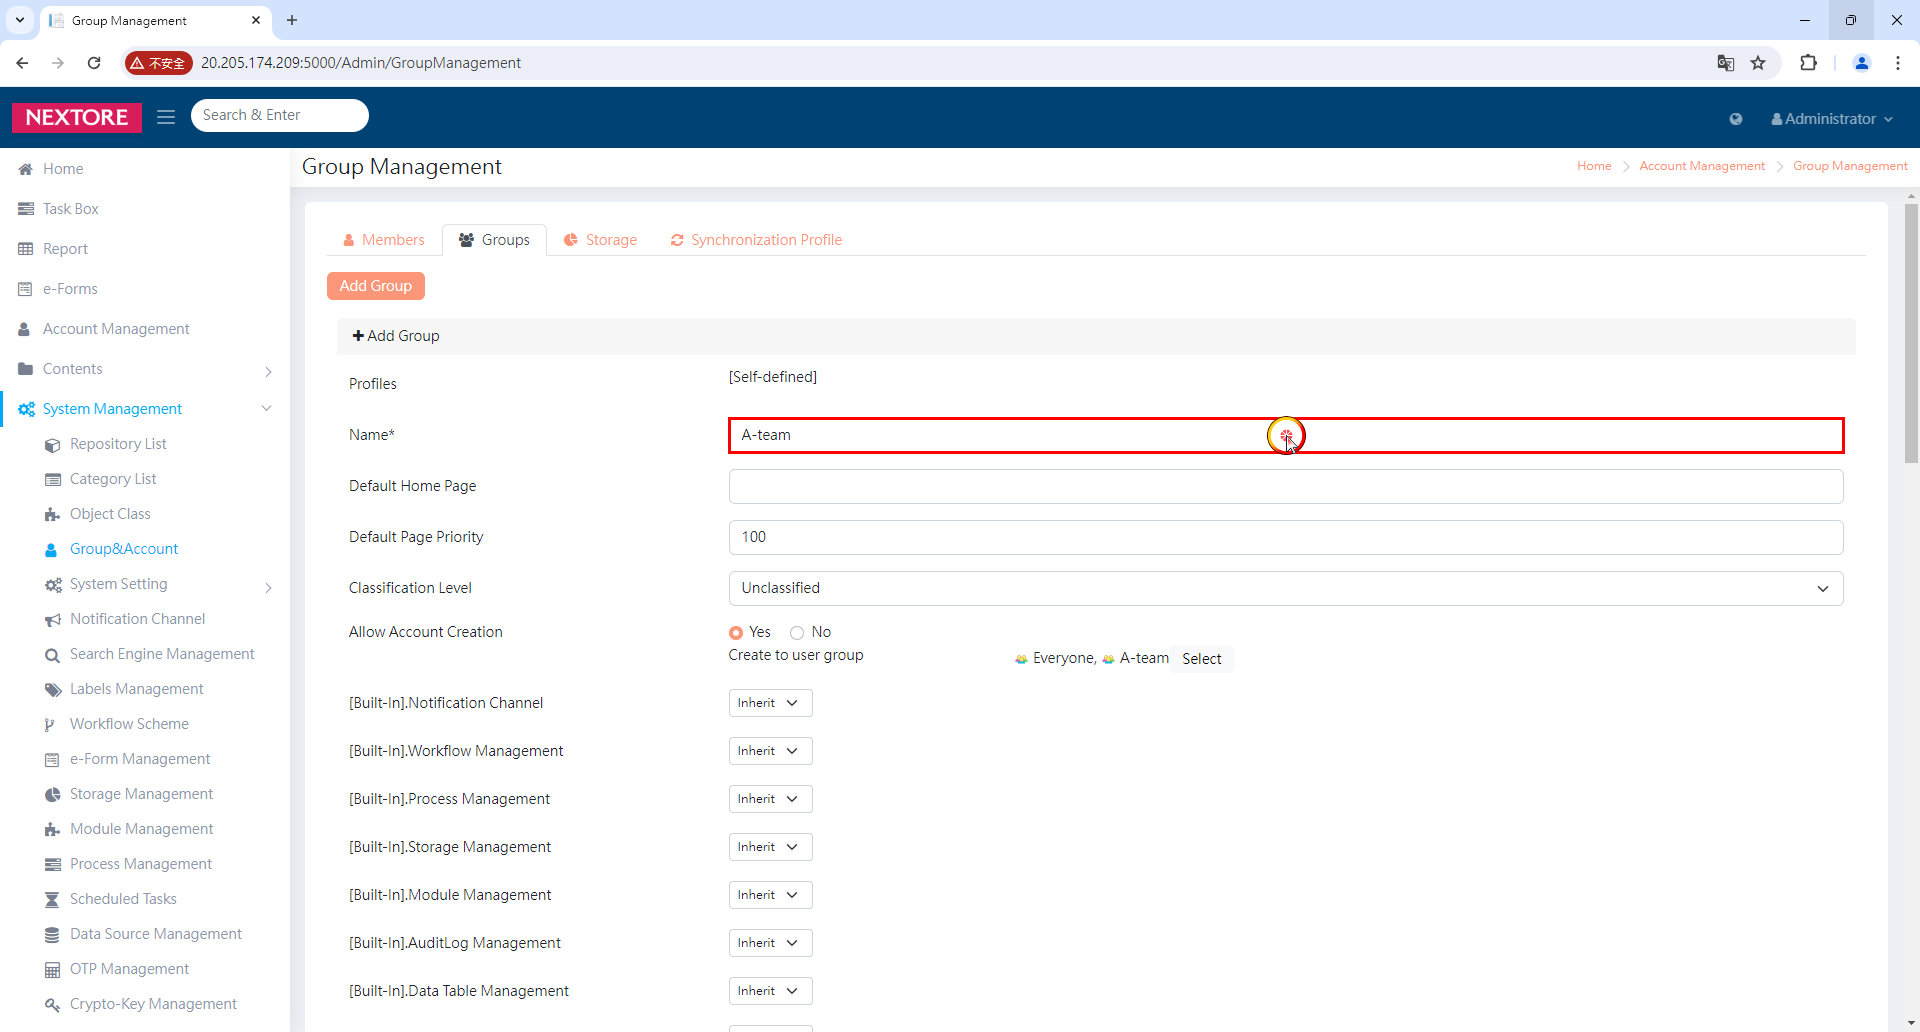 Group Management
不安全
20.205.174.209:5000/Admin/GroupManagement
NEXTORE
Search & Enter
Administrator
Home
Task Box
Report
e-Forms
Account Management
Contents
System Management
Repository List
Category List
Object Class
Group&Account
System Setting
Notification Channel
Search Engine Management
Labels Management
Workflow Scheme
e-Form Management
Storage Management
Module Management
Process Management
Scheduled Tasks
Data Source Management
OTP Management
Crypto-Key Management
Group Management
Home
Account Management
Group Management
Members
Groups
Storage
Synchronization Profile
Add Group
Add Group
Profiles
[Self-defined]
Name*
A-team
Default Home Page
Default Page Priority
100
Classification Level
Unclassified
Allow Account Creation
Yes
No
Create to user group
Everyone, A-team
Select
[Built-In].Notification Channel
Inherit
[Built-In].Workflow Management
Inherit
[Built-In].Process Management
Inherit
[Built-In].Storage Management
Inherit
[Built-In].Module Management
Inherit
[Built-In].AuditLog Management
Inherit
[Built-In].Data Table Management
Inherit